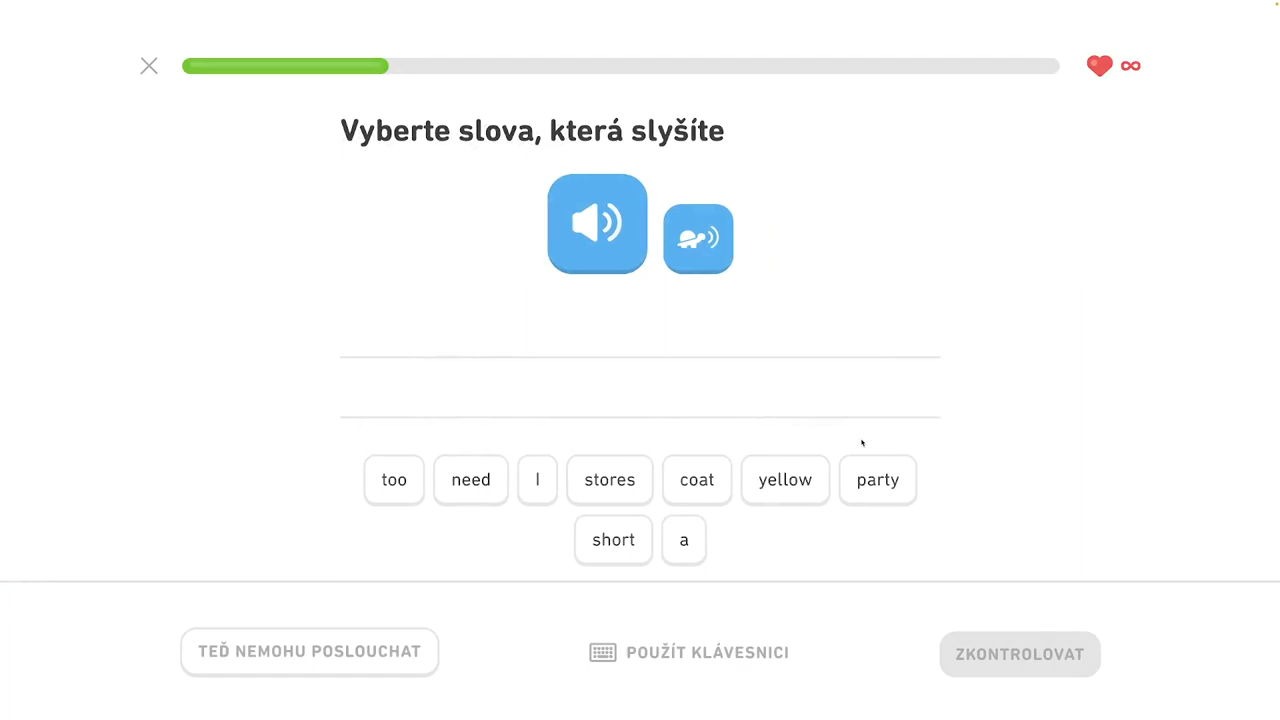 ∞
Vyberte slova, která slyšíte
too need I stores coat yellow party
short a
TEĎ NEMOHU POSLOUCHAT POUŽÍT KLÁVESNICI ZKONTROLOVAT